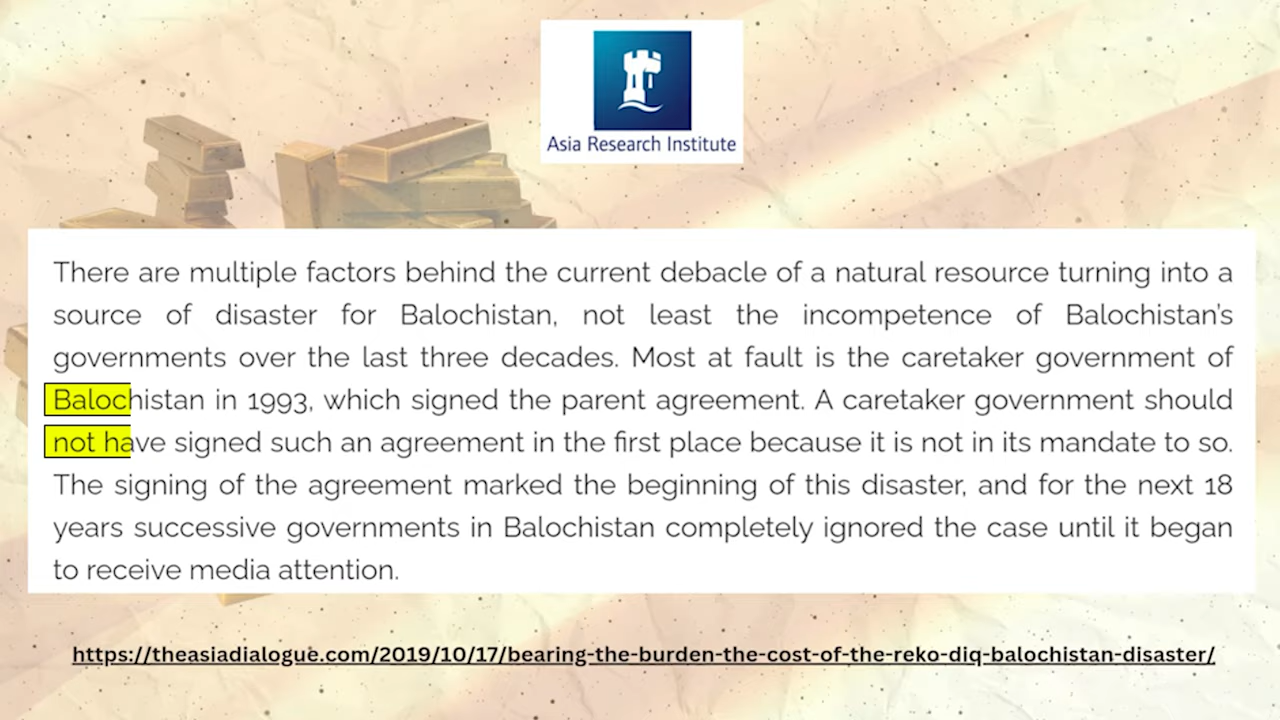 Asia Research Institute
There are multiple factors behind the current debacle of a natural resource turning into a
source of disaster for Balochistan, not least the incompetence of Balochistan's
governments over the last three decades. Most at fault is the caretaker government of
Balochistan in 1993, which signed the parent agreement. A caretaker government should
not have signed such an agreement in the first place because it is not in its mandate to so.
The signing of the agreement marked the beginning of this disaster, and for the next 18
years successive governments in Balochistan completely ignored the case until it began
to receive media attention.
https://theasiadialogue.com/2019/10/17/bearing-the-burden-the-cost-of-the-reko-diq-balochistan-disaster/